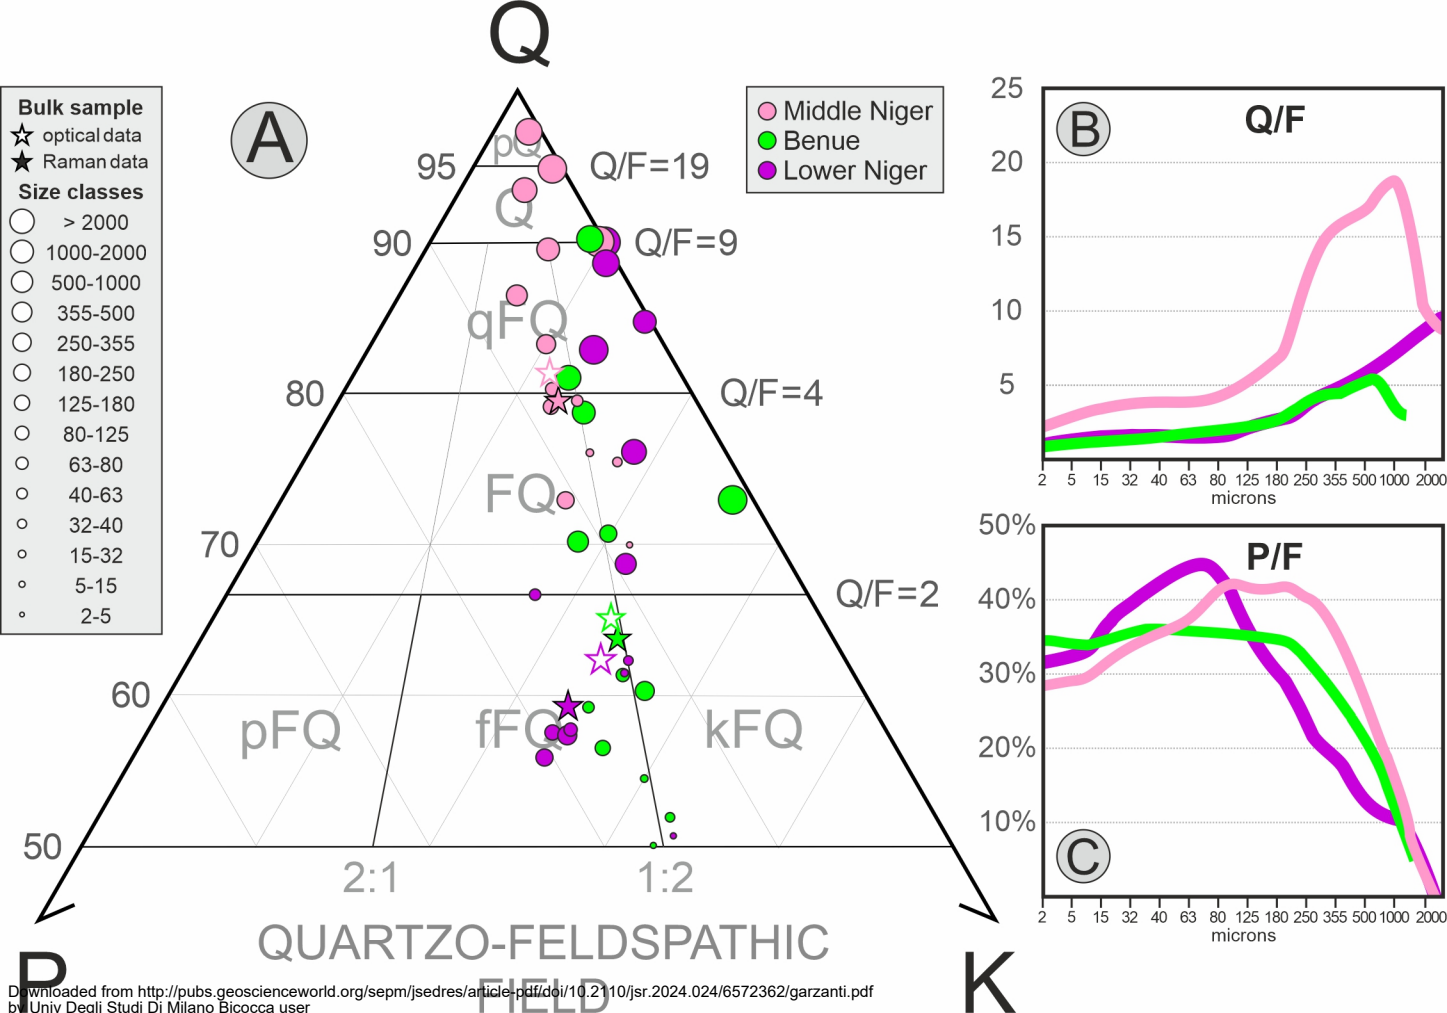 Q
Bulk sample
optical data
Raman data
Size classes
> 2000
1000-2000
500-1000
355-500
250-355
180-250
125-180
80-125
63-80
40-63
32-40
15-32
5-15
2-5
A
Middle Niger
Benue
Lower Niger
pQ
95
Q/F=19
Q
90
Q/F=9
qFQ
80
Q/F=4
FQ
70
Q/F=2
60
pFQ
fFQ
kFQ
50
2:1
1:2
QUARTZO-FELDSPATHIC
FIELD
P
K
B
Q/F
25
20
15
10
5
2 5 15 32 40 63 80 125 180 250 355 500 1000 2000
microns
C
P/F
50%
40%
30%
20%
10%
2 5 15 32 40 63 80 125 180 250 355 500 1000 2000
microns
Downloaded from http://pubs.geoscienceworld.org/sepm/jsedres/article-pdf/doi/10.2110/jsr.2024.024/6572362/garzanti.pdf
by Univ Degli Studi Di Milano Bicocca user